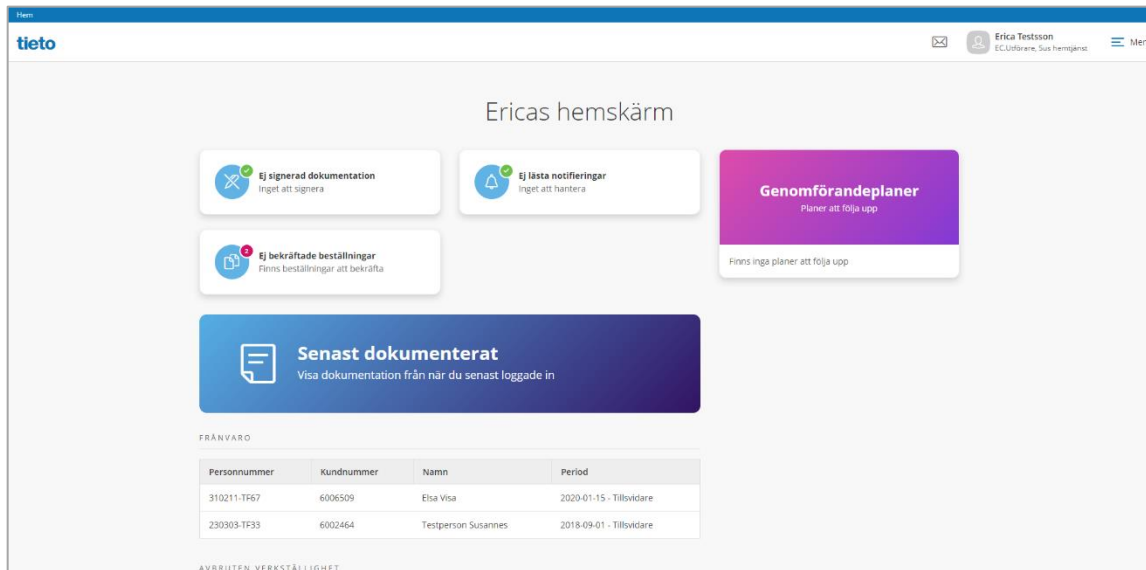 Hem
tieto
Erica Testsson
EC.Utförare, Sus hemtjänst
Ericas hemskärm
Ej signerad dokumentation
Inget att signera
Ej lästa notifieringar
Inget att hantera
Genomförandeplaner
Planer att följa upp
2
Ej bekräftade beställningar
Finns beställningar att bekräfta
Finns inga planer att följa upp
Senast dokumenterat
Visa dokumentation från när du senast loggade in
FRÅNVARO
Personnummer Kundnummer Namn Period
310211-TF67 6006509 Elsa Visa 2020-01-15 - Tillsvidare
230303-TF33 6002464 Testperson Susannes 2018-09-01 - Tillsvidare
AVBRUTEN VERKSTÄLLIGHET